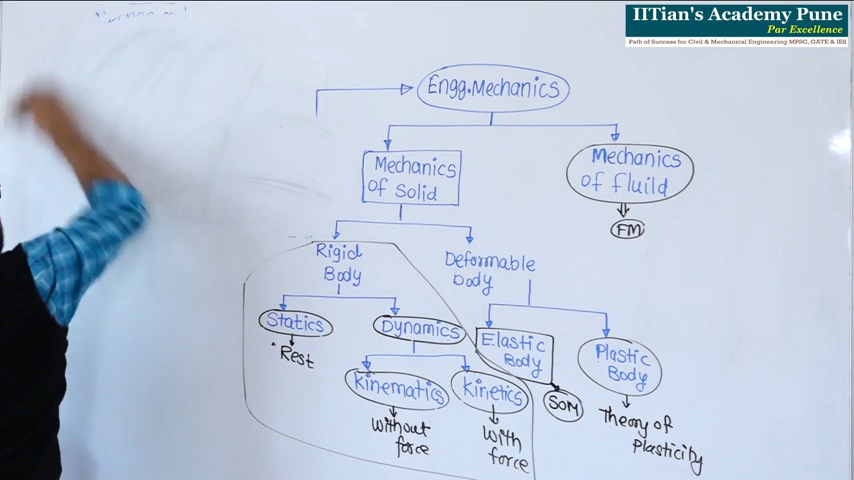 IITian's Academy Pune
Par Excellence
Path of Success for Civil & Mechanical Engineering MPSC, GATE & IES
Engg.Mechanics
Mechanics
of Solid
Mechanics
of fluild
FM
Rigid
Body
Deformable
Body
Statics
Rest
Dynamics
Elastic
Body
Plastic
Body
Kinematics
Kinetics
SOM
Without
force
With
force
Theory of
Plasticity